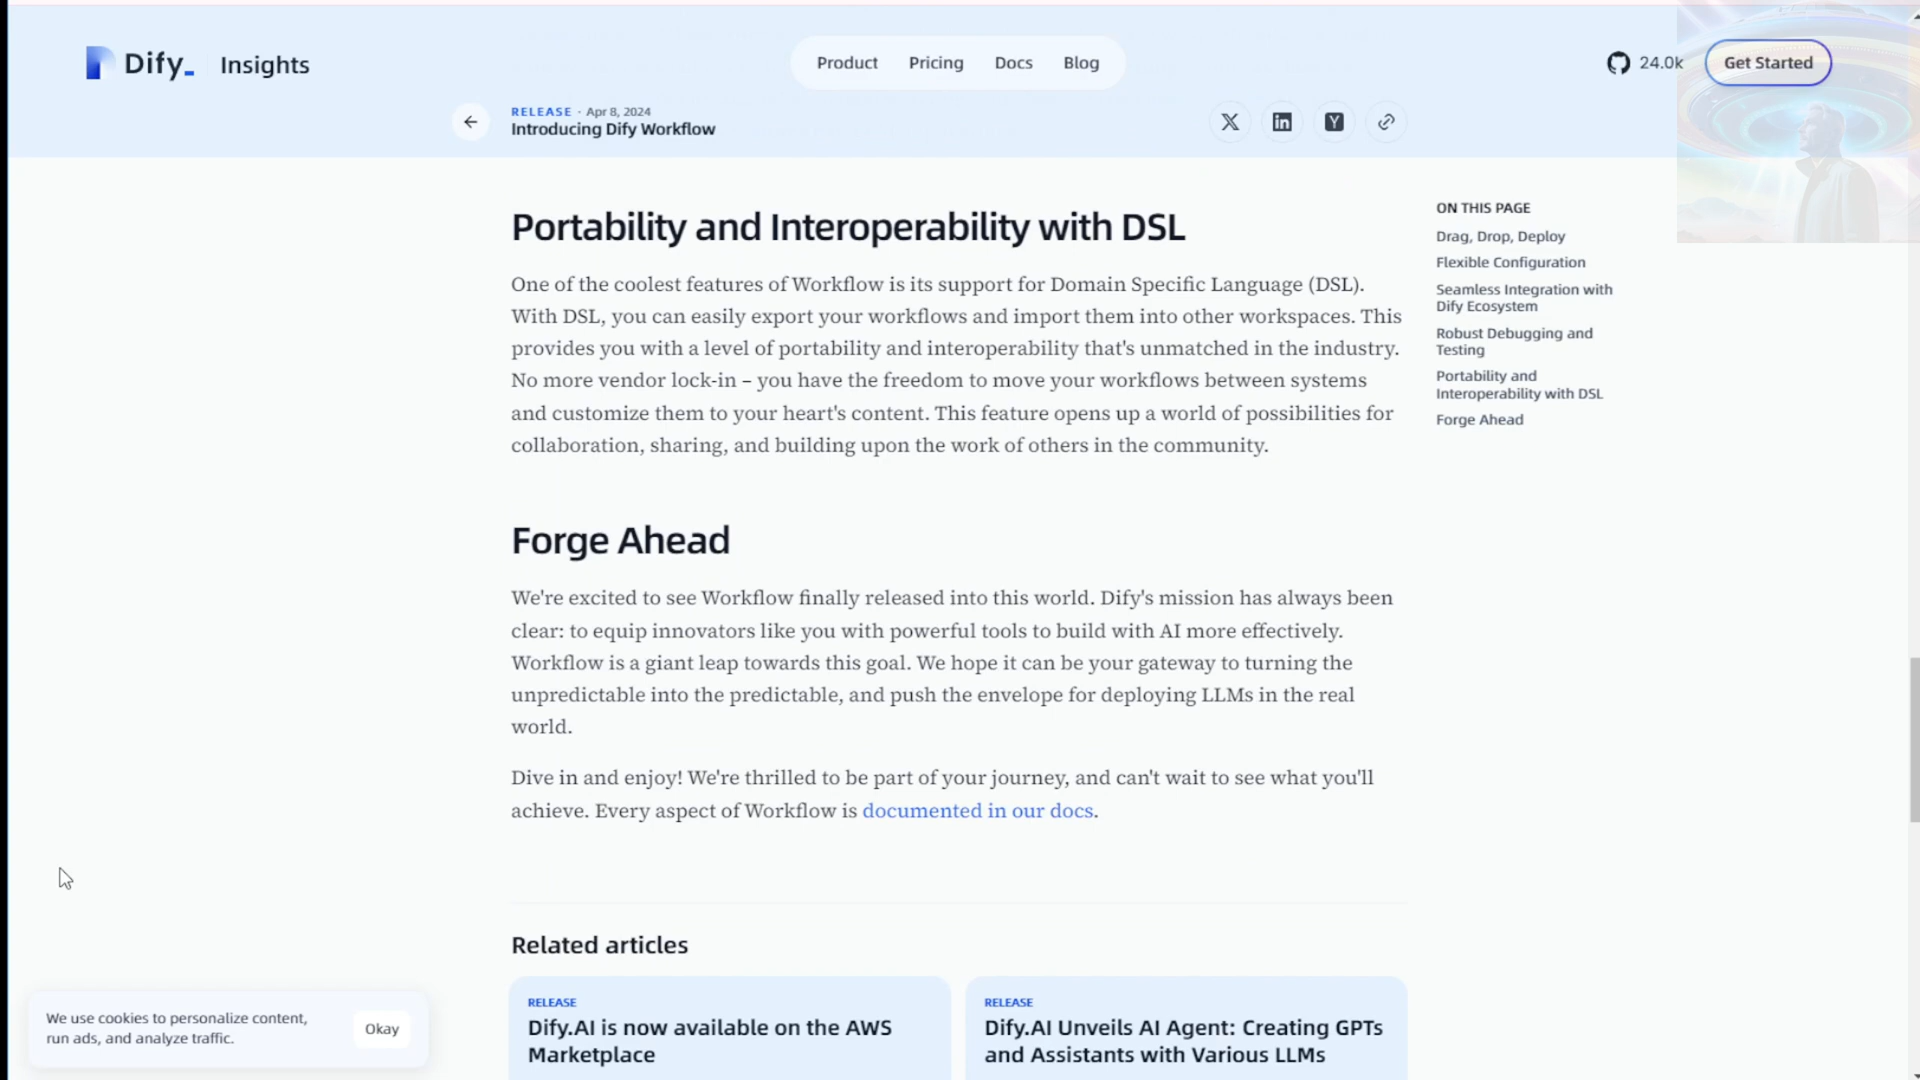 Dify_ Insights
Product Pricing Docs Blog
24.0k
Get Started
RELEASE · Apr 8, 2024
Introducing Dify Workflow
Portability and Interoperability with DSL
One of the coolest features of Workflow is its support for Domain Specific Language (DSL).
With DSL, you can easily export your workflows and import them into other workspaces. This
provides you with a level of portability and interoperability that's unmatched in the industry.
No more vendor lock-in – you have the freedom to move your workflows between systems
and customize them to your heart's content. This feature opens up a world of possibilities for
collaboration, sharing, and building upon the work of others in the community.
Forge Ahead
We're excited to see Workflow finally released into this world. Dify's mission has always been
clear: to equip innovators like you with powerful tools to build with AI more effectively.
Workflow is a giant leap towards this goal. We hope it can be your gateway to turning the
unpredictable into the predictable, and push the envelope for deploying LLMs in the real
world.
Dive in and enjoy! We're thrilled to be part of your journey, and can't wait to see what you'll
achieve. Every aspect of Workflow is documented in our docs.
ON THIS PAGE
Drag, Drop, Deploy
Flexible Configuration
Seamless Integration with
Dify Ecosystem
Robust Debugging and
Testing
Portability and
Interoperability with DSL
Forge Ahead
Related articles
RELEASE
Dify.AI is now available on the AWS
Marketplace
RELEASE
Dify.AI Unveils AI Agent: Creating GPTs
and Assistants with Various LLMs
We use cookies to personalize content,
run ads, and analyze traffic.
Okay